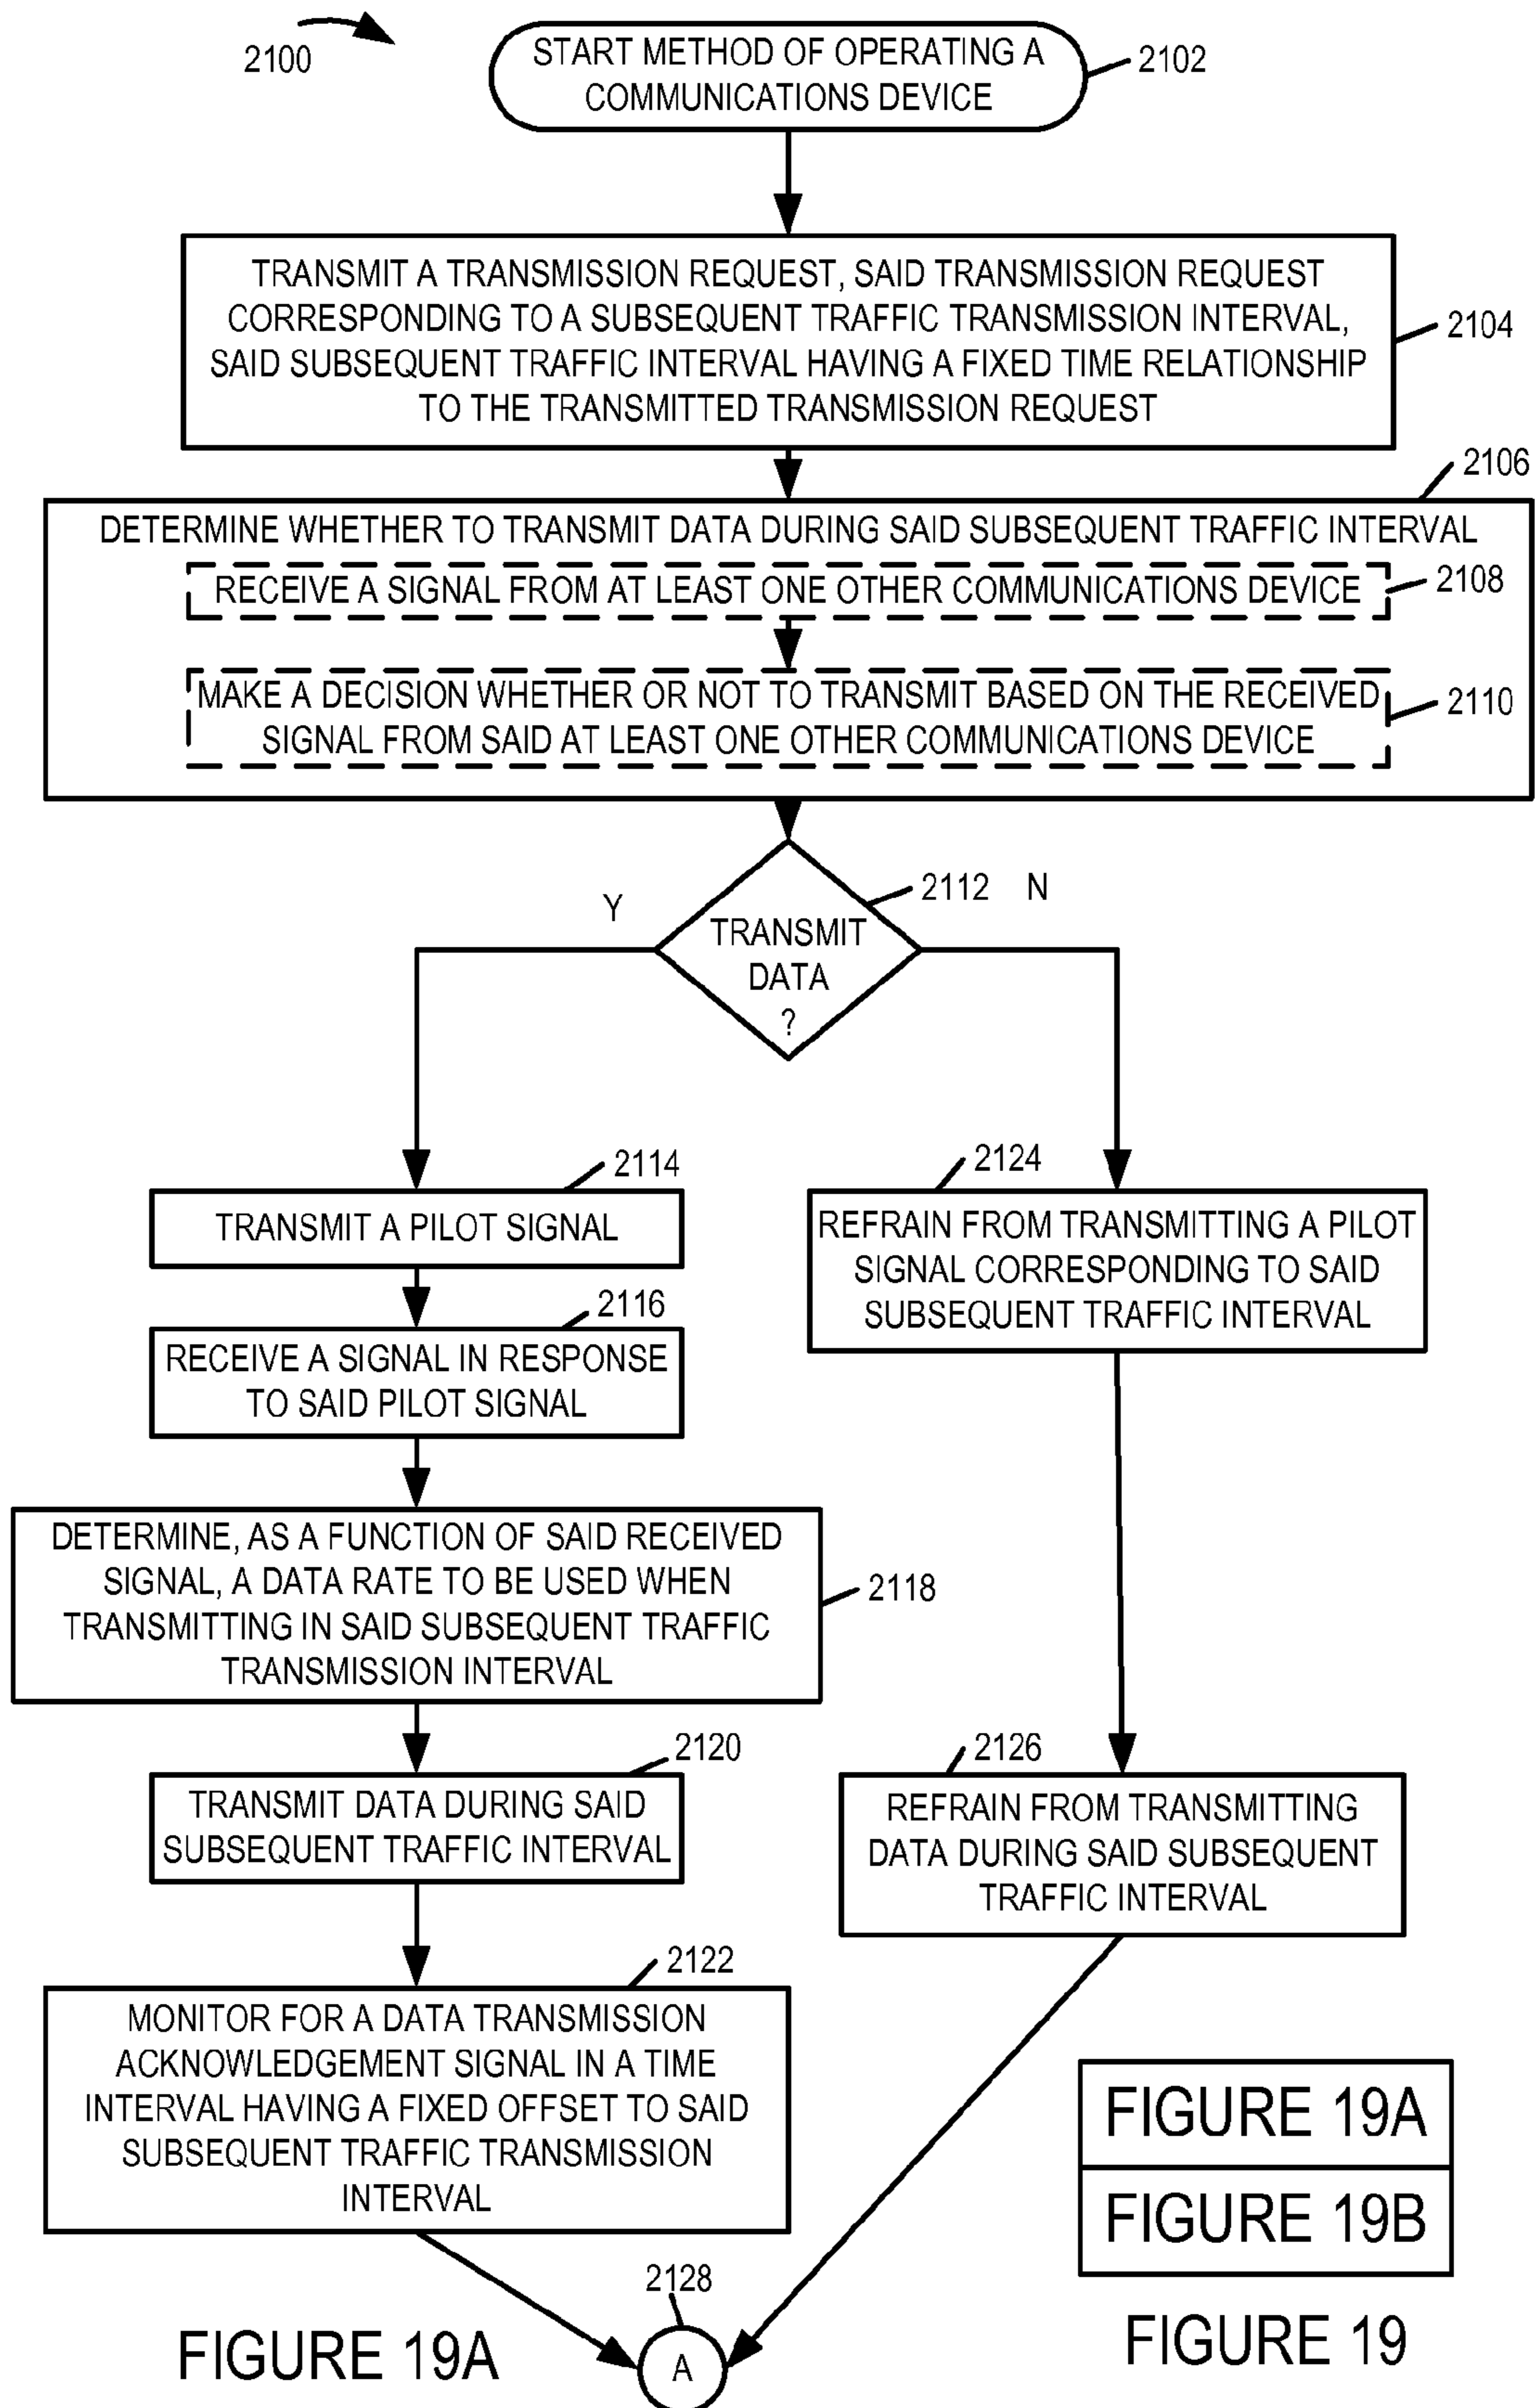 2100
START METHOD OF OPERATING A
COMMUNICATIONS DEVICE
2102
TRANSMIT A TRANSMISSION REQUEST, SAID TRANSMISSION REQUEST
CORRESPONDING TO A SUBSEQUENT TRAFFIC TRANSMISSION INTERVAL,
SAID SUBSEQUENT TRAFFIC INTERVAL HAVING A FIXED TIME RELATIONSHIP
TO THE TRANSMITTED TRANSMISSION REQUEST
2104
2106
DETERMINE WHETHER TO TRANSMIT DATA DURING SAID SUBSEQUENT TRAFFIC INTERVAL
RECEIVE A SIGNAL FROM AT LEAST ONE OTHER COMMUNICATIONS DEVICE
2108
MAKE A DECISION WHETHER OR NOT TO TRANSMIT BASED ON THE RECEIVED
SIGNAL FROM SAID AT LEAST ONE OTHER COMMUNICATIONS DEVICE
2110
Y
2112
N
TRANSMIT
DATA
?
2114
TRANSMIT A PILOT SIGNAL
2116
RECEIVE A SIGNAL IN RESPONSE
TO SAID PILOT SIGNAL
DETERMINE, AS A FUNCTION OF SAID RECEIVED
SIGNAL, A DATA RATE TO BE USED WHEN
TRANSMITTING IN SAID SUBSEQUENT TRAFFIC
TRANSMISSION INTERVAL
2118
2120
TRANSMIT DATA DURING SAID
SUBSEQUENT TRAFFIC INTERVAL
2122
MONITOR FOR A DATA TRANSMISSION
ACKNOWLEDGEMENT SIGNAL IN A TIME
INTERVAL HAVING A FIXED OFFSET TO SAID
SUBSEQUENT TRAFFIC TRANSMISSION
INTERVAL
2124
REFRAIN FROM TRANSMITTING A PILOT
SIGNAL CORRESPONDING TO SAID
SUBSEQUENT TRAFFIC INTERVAL
2126
REFRAIN FROM TRANSMITTING
DATA DURING SAID SUBSEQUENT
TRAFFIC INTERVAL
2128
A
FIGURE 19A
FIGURE 19A
FIGURE 19B
FIGURE 19